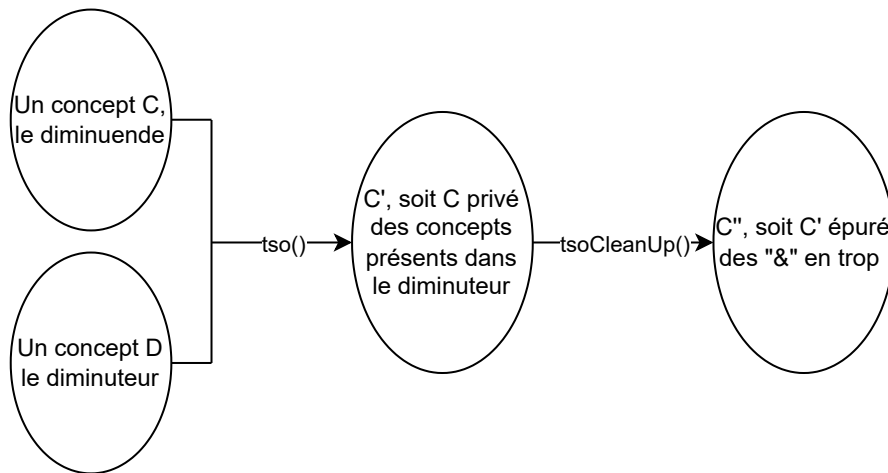 Un concept C,
le diminuende
Un concept D
le diminuteur
tso()
C', soit C privé
des concepts
présents dans
le diminuteur
tsoCleanUp()
C'', soit C' épuré
des "&" en trop